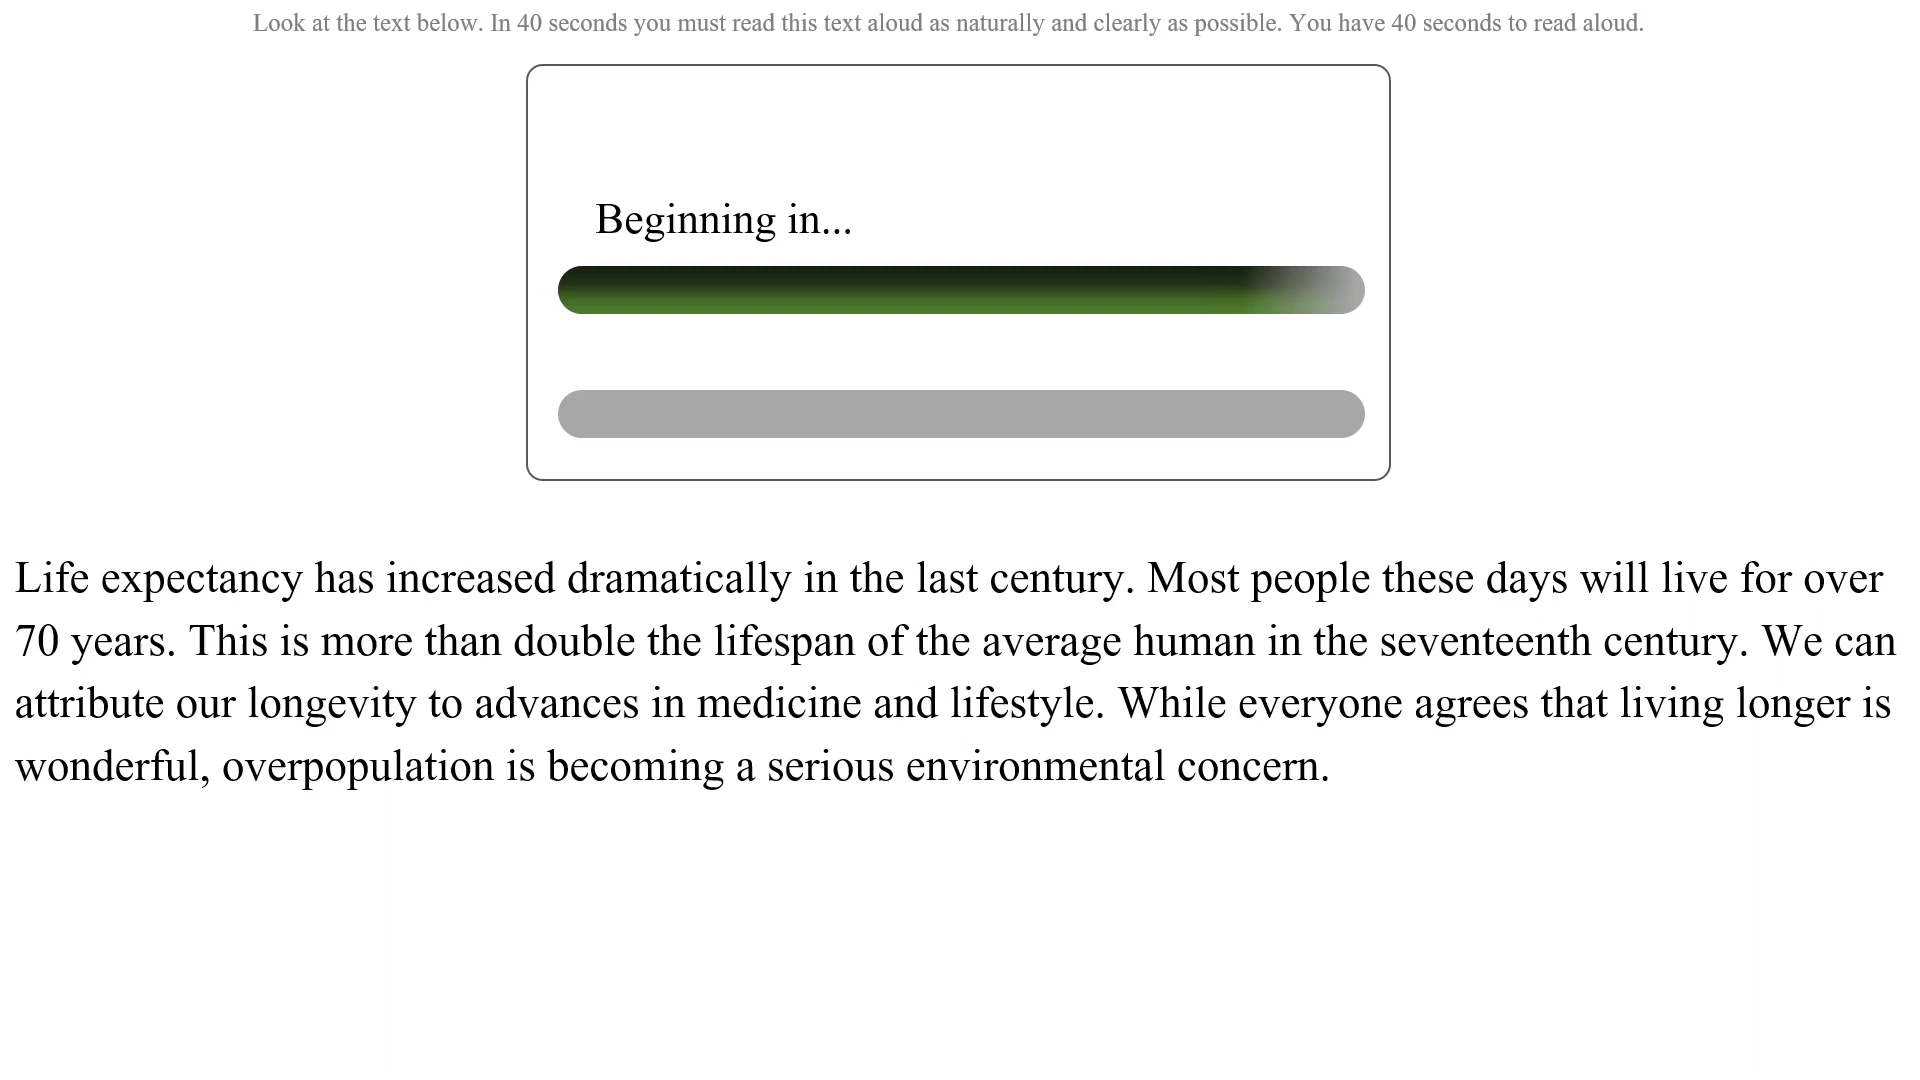 Look at the text below. In 40 seconds you must read this text aloud as naturally and clearly as possible. You have 40 seconds to read aloud.
Beginning in...
Life expectancy has increased dramatically in the last century. Most people these days will live for over
70 years. This is more than double the lifespan of the average human in the seventeenth century. We can
attribute our longevity to advances in medicine and lifestyle. While everyone agrees that living longer is
wonderful, overpopulation is becoming a serious environmental concern.